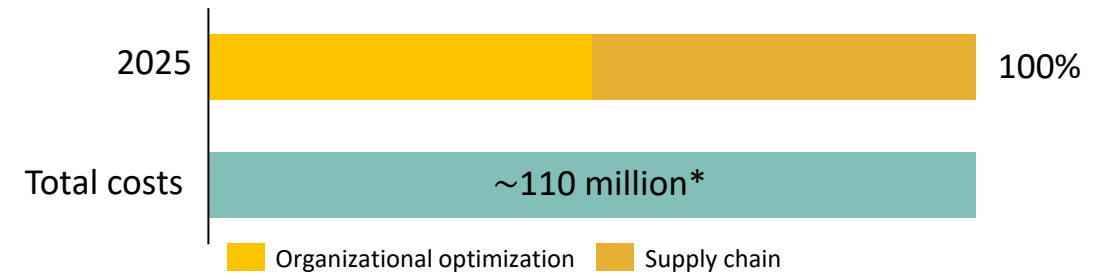 2025
100%
Total costs
~110 million*
Organizational optimization
Supply chain